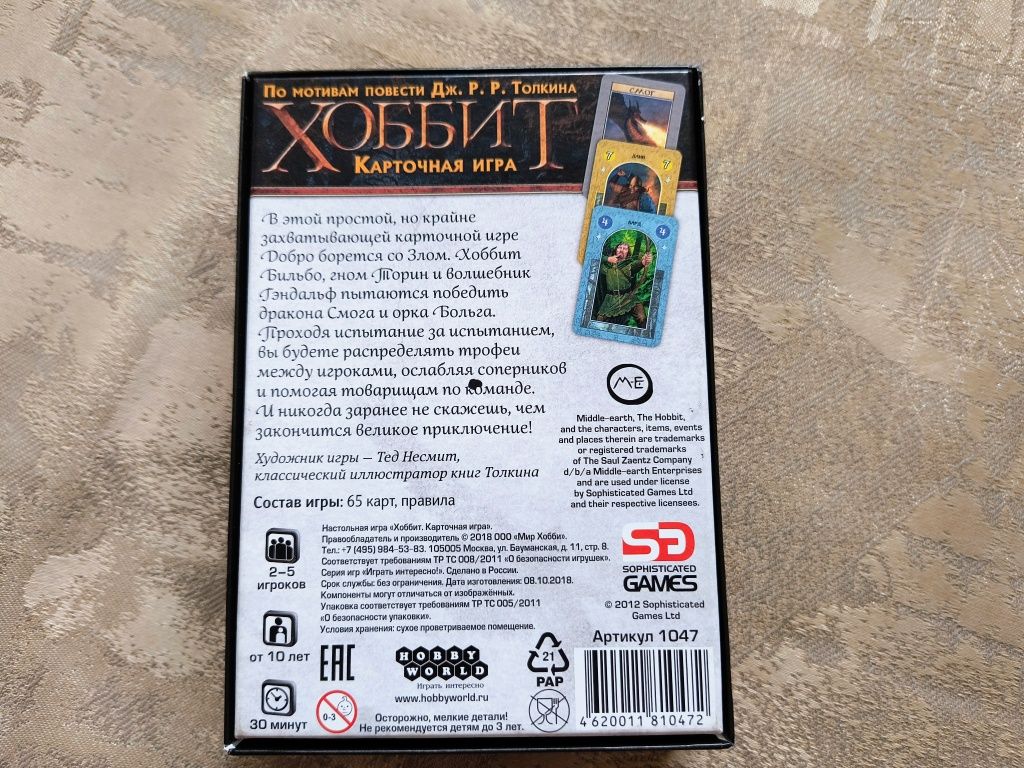 По мотивам повести Дж. Р. Р. Толкина
Хоббит
Карточная игра
СМОГ
7 ДАИН 7
4 БАРД 4
В этой простой, но крайне
захватывающей карточной игре
Добро борется со Злом. Хоббит
Бильбо, гном Торин и волшебник
Гэндальф пытаются победить
дракона Смога и орка Больга.
Проходя испытание за испытанием,
вы будете распределять трофеи
между игроками, ослабляя соперников
и помогая товарищам по команде.
И никогда заранее не скажешь, чем
закончится великое приключение!
Художник игры – Тед Несмит,
классический иллюстратор книг Толкина
Состав игры: 65 карт, правила
M-E
Middle-earth, The Hobbit,
and the characters, items, events
and places therein are trademarks
or registered trademarks
of The Saul Zaentz Company
d/b/a Middle-earth Enterprises
and are used under license
by Sophisticated Games Ltd
and their respective licensees.
2–5
игроков
от 10 лет
30 минут
Настольная игра «Хоббит. Карточная игра».
Правообладатель и производитель © 2018 ООО «Мир Хобби».
Тел.: +7 (495) 984-53-83. 105005 Москва, ул. Бауманская, д. 11, стр. 8.
Соответствует требованиям ТР ТС 008/2011 «О безопасности игрушек».
Серия игр «Играть интересно!». Сделано в России.
Срок службы: без ограничения. Дата изготовления: 08.10.2018.
Компоненты могут отличаться от изображённых.
Упаковка соответствует требованиям ТР ТС 005/2011
«О безопасности упаковки».
Условия хранения: сухое проветриваемое помещение.
SG
SOPHISTICATED
GAMES
© 2012 Sophisticated
Games Ltd
Артикул 1047
EAC
HOBBY
WORLD
Играть интересно
www.hobbyworld.ru
21
PAP
0-3
Осторожно, мелкие детали!
Не рекомендуется детям до 3 лет.
4 620011 810472